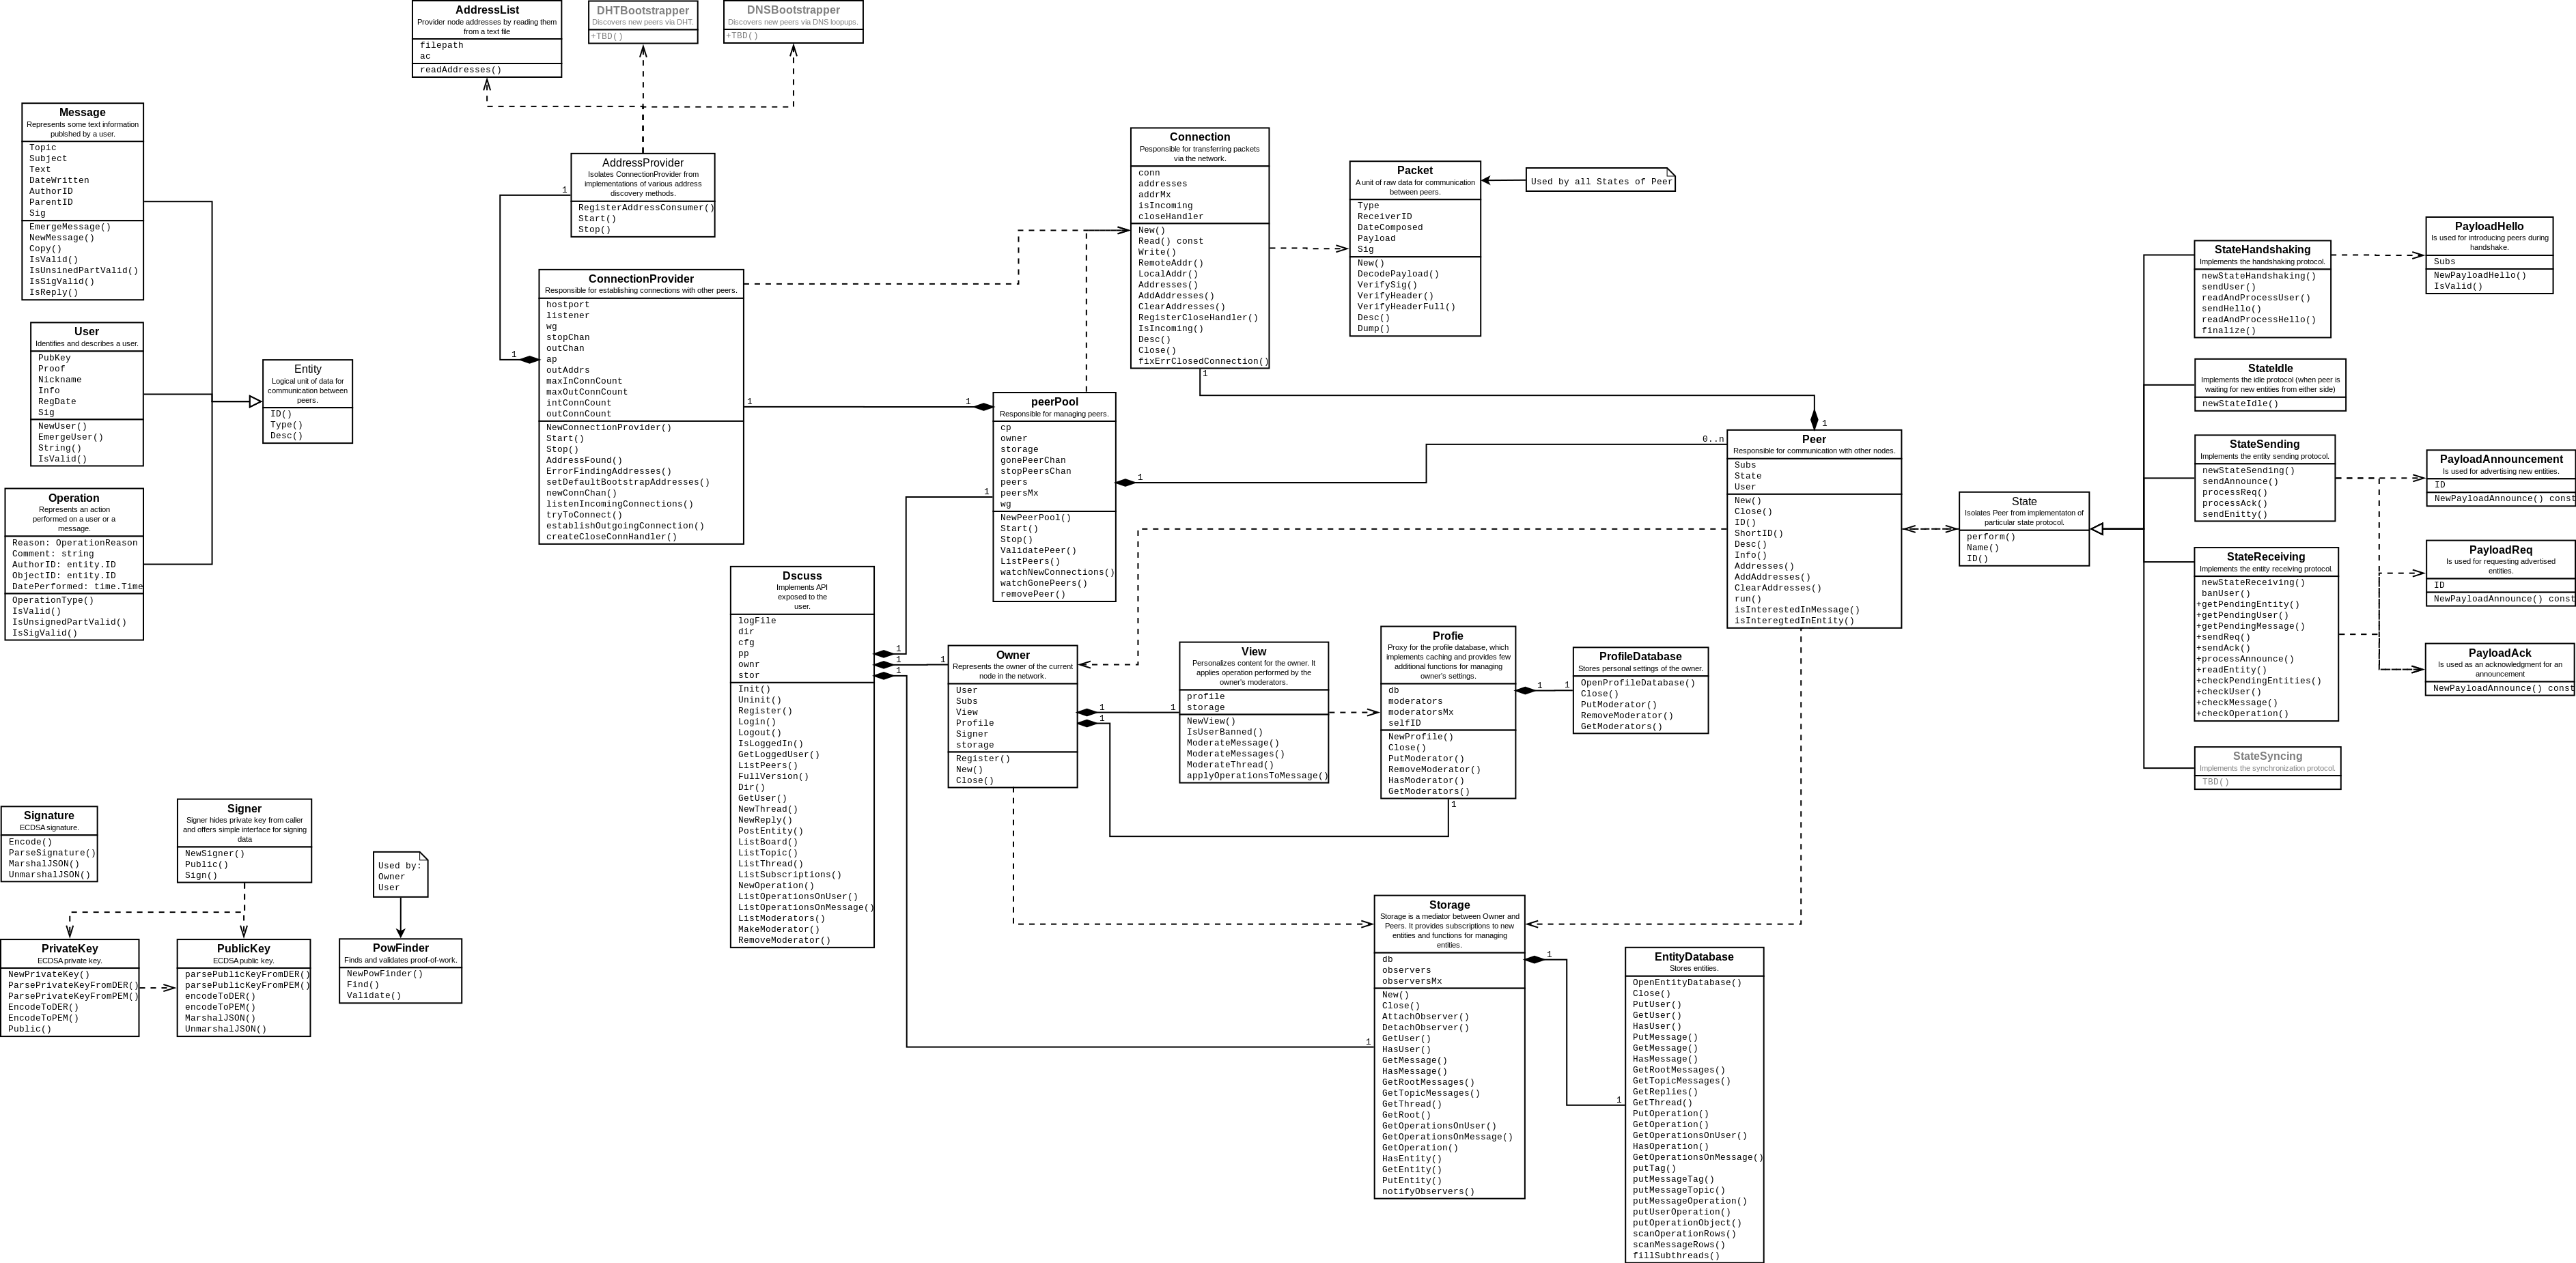 AddressList
Provider node addresses by reading them
from a text file
filepath
ac
readAddresses()
DHTBootstrapper
Discovers new peers via DHT.
+TBD()
DNSBootstrapper
Discovers new peers via DNS loopups.
+TBD()
Message
Represents some text information
publshed by a user.
Topic
Subject
Text
DateWritten
AuthorID
ParentID
Sig
EmergeMessage()
NewMessage()
Copy()
IsValid()
IsUnsinedPartValid()
IsSigValid()
IsReply()
User
Identifies and describes a user.
PubKey
Proof
Nickname
Info
RegDate
Sig
NewUser()
EmergeUser()
String()
IsValid()
Operation
Represents an action
performed on a user or a
message.
Reason: OperationReason
Comment: string
AuthorID: entity.ID
ObjectID: entity.ID
DatePerformed: time.Time
OperationType()
IsValid()
IsUnsignedPartValid()
IsSigValid()
Entity
Logical unit of data for
communication between
peers.
ID()
Type()
Desc()
AddressProvider
Isolates ConnectionProvider from
implementations of various address
discovery methods.
RegisterAddressConsumer()
Start()
Stop()
1
1
ConnectionProvider
Responsible for establishing connections with other peers.
hostport
listener
wg
stopChan
outChan
ap
outAddrs
maxInConnCount
maxOutConnCount
intConnCount
outConnCount
NewConnectionProvider()
Start()
Stop()
AddressFound()
ErrorFindingAddresses()
setDefaultBootstrapAddresses()
newConnChan()
listenIncomingConnections()
tryToConnect()
establishOutgoingConnection()
createCloseConnHandler()
1
1
peerPool
Responsible for managing peers.
cp
owner
storage
gonePeerChan
stopPeersChan
peers
peersMx
wg
NewPeerPool()
Start()
Stop()
ValidatePeer()
ListPeers()
watchNewConnections()
watchGonePeers()
removePeer()
1
1
0..n
Connection
Pesponsible for transferring packets
via the network.
conn
addresses
addrMx
isIncoming
closeHandler
New()
Read() const
Write()
RemoteAddr()
LocalAddr()
Addresses()
AddAddresses()
ClearAddresses()
RegisterCloseHandler()
IsIncoming()
Desc()
Close()
fixErrClosedConnection()
1
1
Packet
A unit of raw data for communication
between peers.
Type
ReceiverID
DateComposed
Payload
Sig
New()
DecodePayload()
VerifySig()
VerifyHeader()
VerifyHeaderFull()
Desc()
Dump()
Used by all States of Peer
Peer
Responsible for communication with other nodes.
Subs
State
User
New()
Close()
ID()
ShortID()
Desc()
Info()
Addresses()
AddAddresses()
ClearAddresses()
run()
isInterestedInMessage()
isInteregtedInEntity()
State
Isolates Peer from implementaton of
particular state protocol.
perform()
Name()
ID()
StateHandshaking
Implements the handshaking protocol.
newStateHandshaking()
sendUser()
readAndProcessUser()
sendHello()
readAndProcessHello()
finalize()
StateIdle
Implements the idle protocol (when peer is
waiting for new entities from either side)
newStateIdle()
StateSending
Implements the entity sending protocol.
newStateSending()
sendAnnounce()
processReq()
processAck()
sendEnitty()
StateReceiving
Implements the entity receiving protocol.
newStateReceiving()
banUser()
+getPendingEntity()
+getPendingUser()
+getPendingMessage()
+sendReq()
+sendAck()
+processAnnounce()
+readEntity()
+checkPendingEntities()
+checkUser()
+checkMessage()
+checkOperation()
StateSyncing
Implements the synchronization protocol.
TBD()
PayloadHello
Is used for introducing peers during
handshake.
Subs
NewPayloadHello()
IsValid()
PayloadAnnouncement
Is used for advertising new entities.
ID
NewPayloadAnnounce() const
PayloadReq
Is used for requesting advertised
entities.
ID
NewPayloadAnnounce() const
PayloadAck
Is used as an acknowledgment for an
announcement
NewPayloadAnnounce() const
Dscuss
Implements API
exposed to the
user.
logFile
dir
cfg
pp
ownr
stor
Init()
Uninit()
Register()
Login()
Logout()
IsLoggedIn()
GetLoggedUser()
ListPeers()
FullVersion()
Dir()
GetUser()
NewThread()
NewReply()
PostEntity()
ListBoard()
ListTopic()
ListThread()
ListSubscriptions()
NewOperation()
ListOperationsOnUser()
ListOperationsOnMessage()
ListModerators()
MakeModerator()
RemoveModerator()
1
1
1
1
Owner
Represents the owner of the current
node in the network.
User
Subs
View
Profile
Signer
storage
Register()
New()
Close()
1
1
1
View
Personalizes content for the owner. It
applies operation performed by the
owner's moderators.
profile
storage
NewView()
IsUserBanned()
ModerateMessage()
ModerateMessages()
ModerateThread()
applyOperationsToMessage()
Profie
Proxy for the profile database, which
implements caching and provides few
additional functions for managing
owner's settings.
db
moderators
moderatorsMx
selfID
NewProfile()
Close()
PutModerator()
RemoveModerator()
HasModerator()
GetModerators()
1
1
1
ProfileDatabase
Stores personal settings of the owner.
OpenProfileDatabase()
Close()
PutModerator()
RemoveModerator()
GetModerators()
Signature
ECDSA signature.
Encode()
ParseSignature()
MarshalJSON()
UnmarshalJSON()
Signer
Signer hides private key from caller
and offers simple interface for signing
data
NewSigner()
Public()
Sign()
PrivateKey
ECDSA private key.
NewPrivateKey()
ParsePrivateKeyFromDER()
ParsePrivateKeyFromPEM()
EncodeToDER()
EncodeToPEM()
Public()
PublicKey
ECDSA public key.
parsePublicKeyFromDER()
parsePublicKeyFromPEM()
encodeToDER()
encodeToPEM()
MarshalJSON()
UnmarshalJSON()
Used by:
Owner
User
PowFinder
Finds and validates proof-of-work.
NewPowFinder()
Find()
Validate()
Storage
Storage is a mediator between Owner and
Peers. It provides subscriptions to new
entities and functions for managing
entities.
db
observers
observersMx
New()
Close()
AttachObserver()
DetachObserver()
GetUser()
HasUser()
GetMessage()
HasMessage()
GetRootMessages()
GetTopicMessages()
GetThread()
GetRoot()
GetOperationsOnUser()
GetOperationsOnMessage()
GetOperation()
HasEntity()
GetEntity()
PutEntity()
notifyObservers()
1
1
1
EntityDatabase
Stores entities.
OpenEntityDatabase()
Close()
PutUser()
GetUser()
HasUser()
PutMessage()
GetMessage()
HasMessage()
GetRootMessages()
GetTopicMessages()
GetReplies()
GetThread()
PutOperation()
GetOperation()
GetOperationsOnUser()
HasOperation()
GetOperationsOnMessage()
putTag()
putMessageTag()
putMessageTopic()
putMessageOperation()
putUserOperation()
putOperationObject()
scanOperationRows()
scanMessageRows()
fillSubthreads()